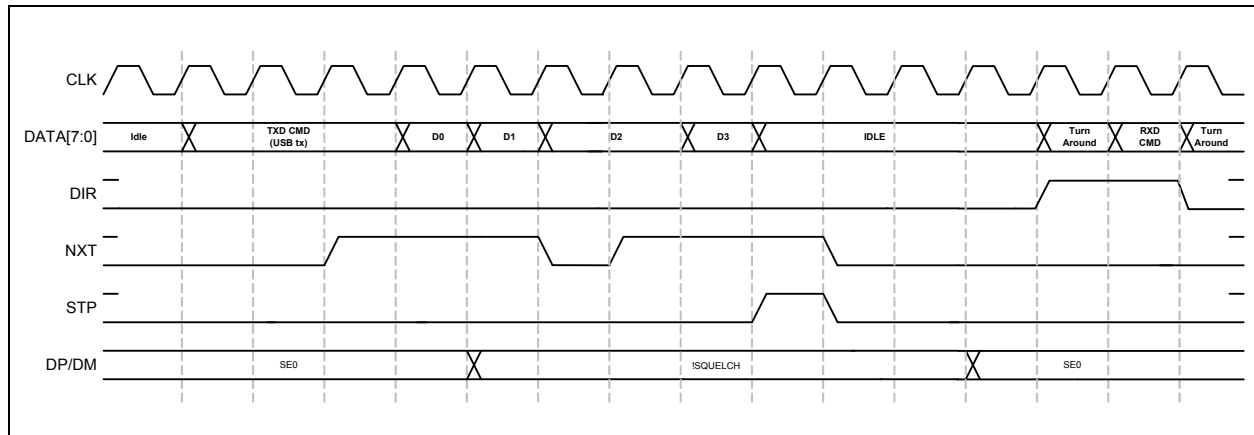 CLK
DATA[7:0]
Idle
TXD CMD
(USB tx)
D0
D1
D2
D3
IDLE
Turn
Around
RXD
CMD
Turn
Around
DIR
NXT
STP
DP/DM
SE0
!SQUELCH
SE0